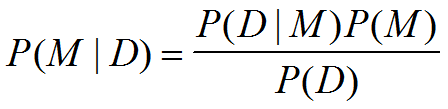 P(M | D) = P(D | M)P(M) / P(D)